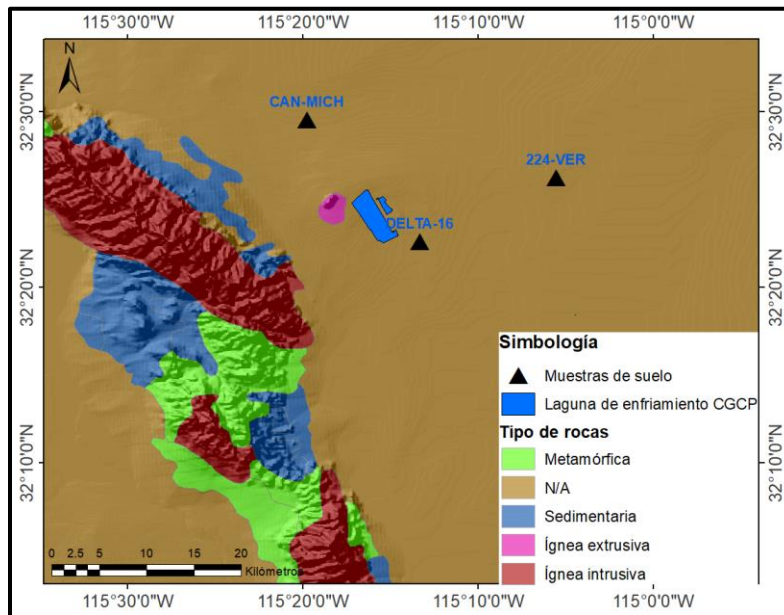 115°30'0"W 115°20'0"W 115°10'0"W 115°0'0"W
N
32°30'0"N
32°30'0"N
CAN-MICH
224-VER
DELTA-16
32°20'0"N
32°20'0"N
Simbología
Muestras de suelo
Laguna de enfriamiento CGCP
Tipo de rocas
32°10'0"N
32°10'0"N
Metamórfica
N/A
Sedimentaria
Ígnea extrusiva
Ígnea intrusiva
0 2.5 5 10 15 20
Kilómetros
115°30'0"W 115°20'0"W 115°10'0"W 115°0'0"W